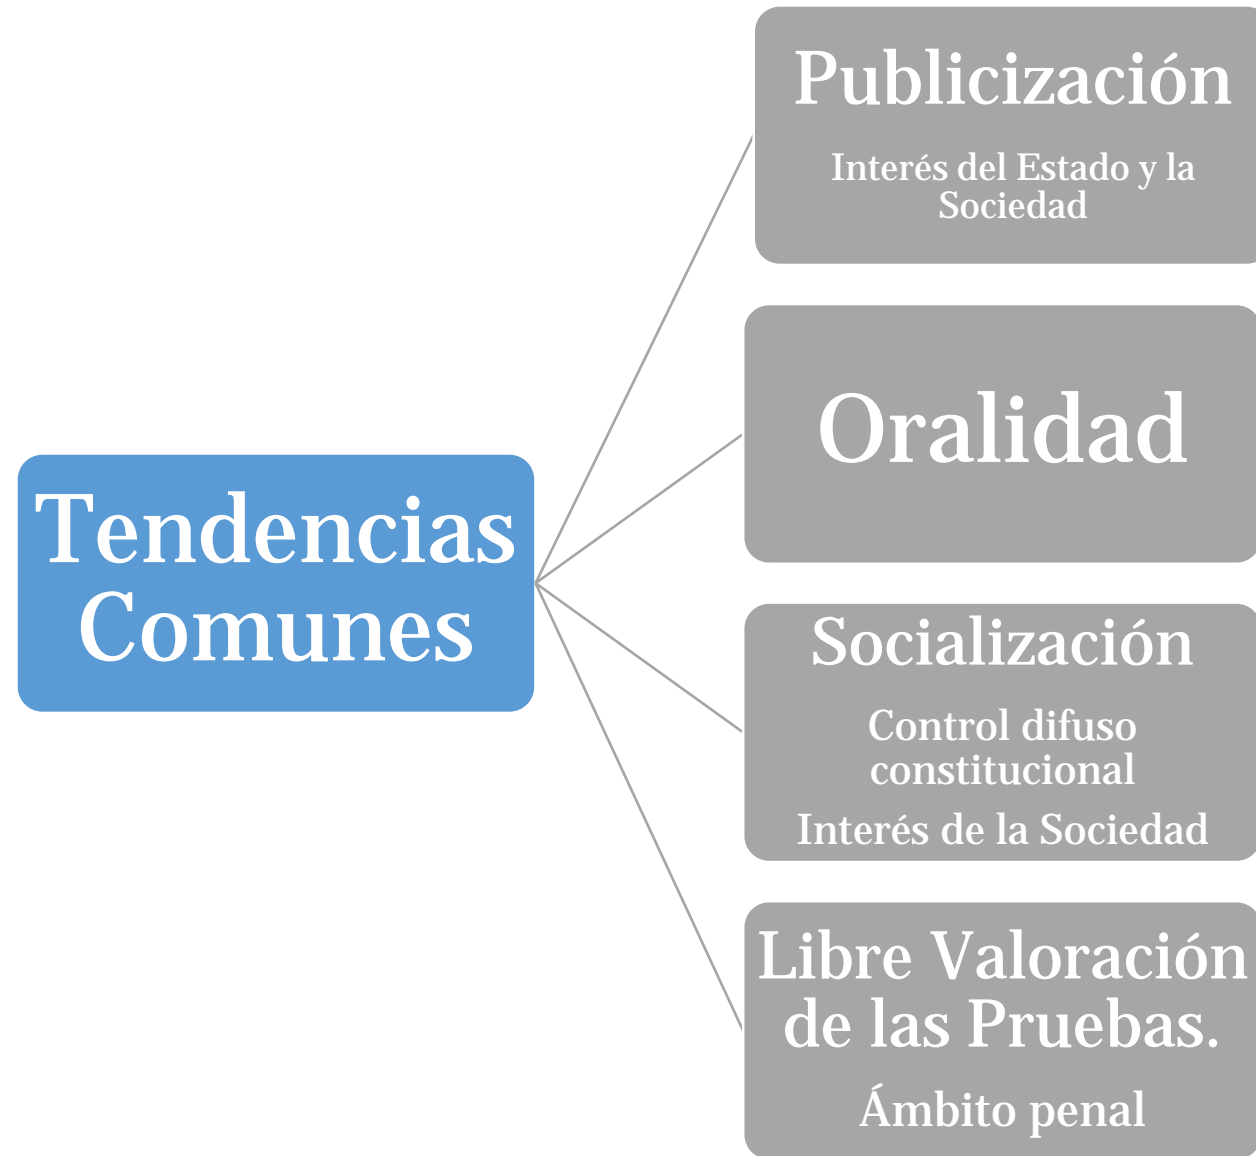 Tendencias
Comunes
Publicización
Interés del Estado y la
Sociedad
Oralidad
Socialización
Control difuso
constitucional
Interés de la Sociedad
Libre Valoración
de las Pruebas.
Ámbito penal